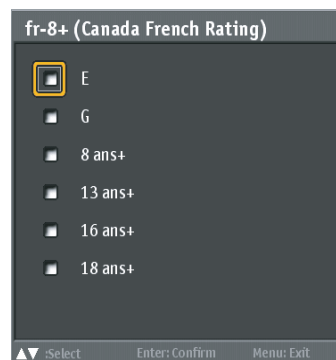 fr-8+ (Canada French Rating)
E
G
8 ans+
13 ans+
16 ans+
18 ans+
▲▼ :Select Enter: Confirm Menu: Exit